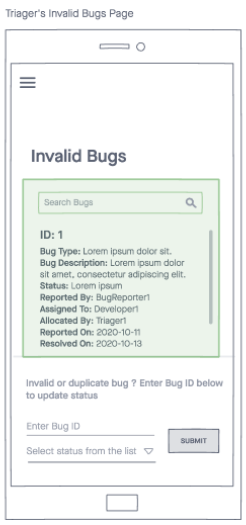 Triager's Invalid Bugs Page
Invalid Bugs
Search Bugs
ID: 1
Bug Type: Lorem ipsum dolor sit.
Bug Description: Lorem ipsum dolor
sit amet, consectetur adipiscing elit.
Status: Lorem ipsum
Reported By: BugReporter1
Assigned To: Developer1
Allocated By: Triager1
Reported On: 2020-10-11
Resolved On: 2020-10-13
Invalid or duplicate bug ? Enter Bug ID below
to update status
Enter Bug ID
Select status from the list
SUBMIT